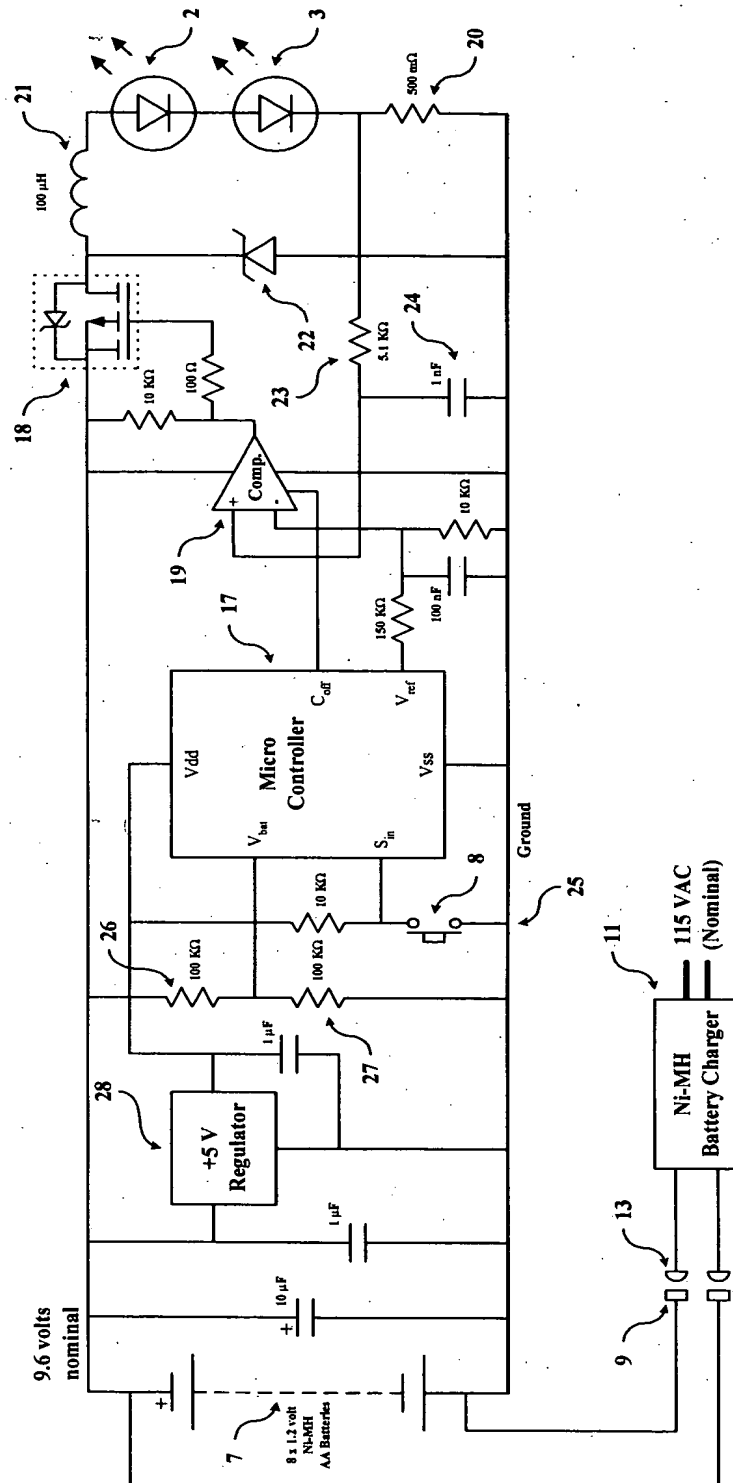 9.6 volts
nominal
+
8 x 1.2 volt
Ni-MH
AA Batteries
7
+
10 µF
1 µF
28
+5 V
Regulator
1 µF
26
100 KΩ
100 KΩ
27
10 KΩ
8
25
Ground
Vdd
V_bat
S_in
Micro
Controller
C_off
V_ref
Vss
17
150 KΩ
100 nF
10 KΩ
19
+
-
Comp.
10 KΩ
100 Ω
18
23
5.1 KΩ
24
1 nF
22
21
100 µH
2
3
20
500 mΩ
9
13
11
Ni-MH
Battery Charger
115 VAC
(Nominal)